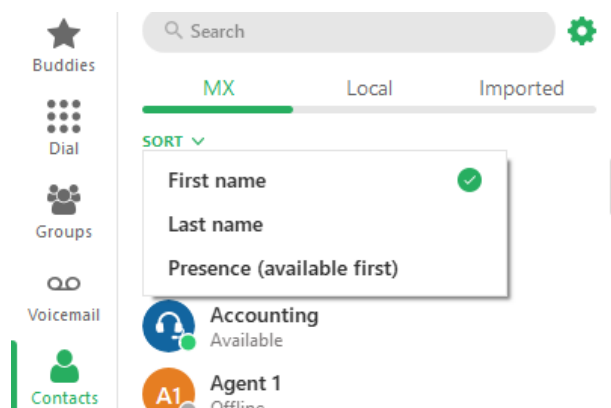 Search
Buddies
MX Local Imported
Dial
SORT
First name
Last name
Presence (available first)
Groups
Voicemail
Accounting
Available
Contacts
A1
Agent 1
Offline